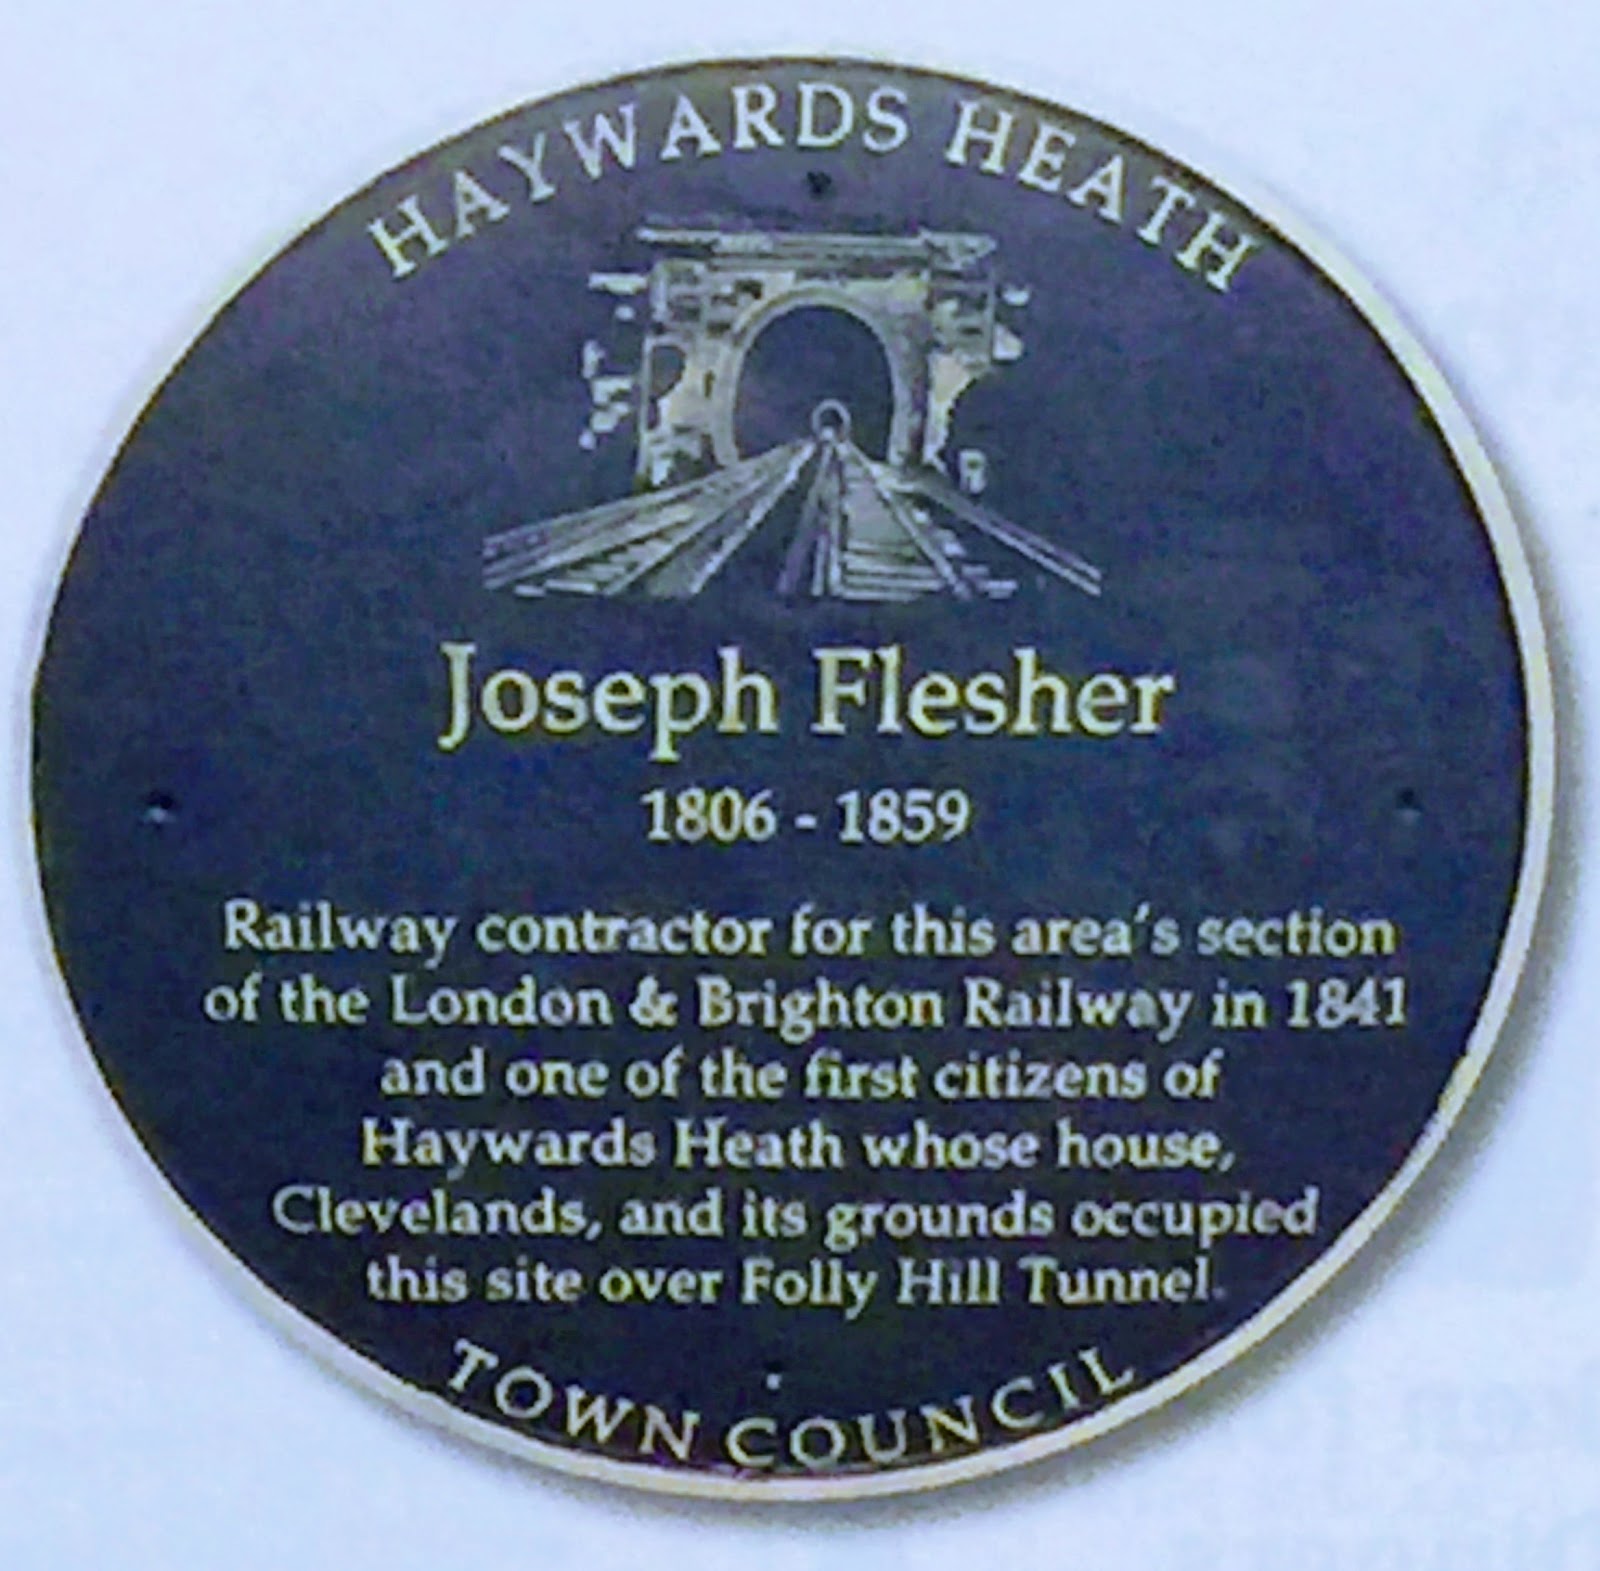 HAYWARDS HEATH
Joseph Flesher
1806 - 1859
Railway contractor for this area's section
of the London & Brighton Railway in 1841
and one of the first citizens of
Haywards Heath whose house,
Clevelands, and its grounds occupied
this site over Folly Hill Tunnel.
TOWN COUNCIL